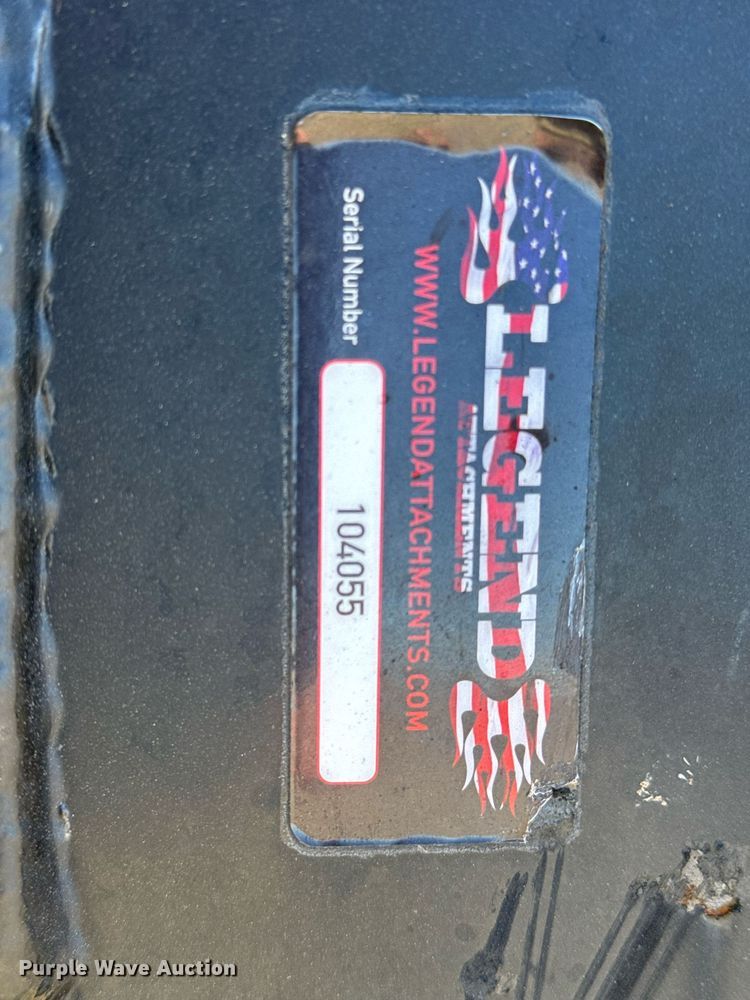 LEGEND
ATTACHMENTS
WWW.LEGENDATTACHMENTS.COM
Serial Number 104055
Purple Wave Auction